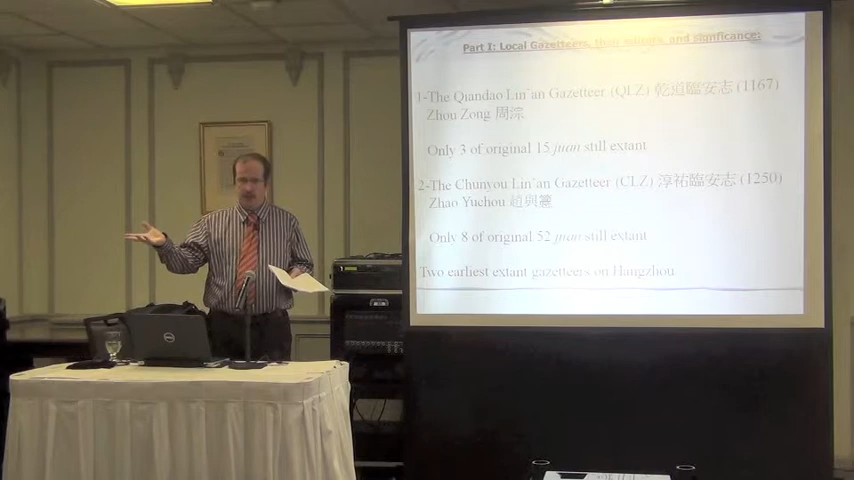 Part I: Local Gazetteers, their nature, and significance:
1-The Qiandao Lin'an Gazetteer (QLZ) 乾道臨安志 (1167)
Zhou Zong 周淙
Only 3 of original 15 juan still extant
2-The Chunyou Lin'an Gazetteer (CLZ) 淳祐臨安志 (1250)
Zhao Yuchou 趙與
Only 8 of original 52 juan still extant
Two earliest extant gazetteers on Hangzhou
DELL